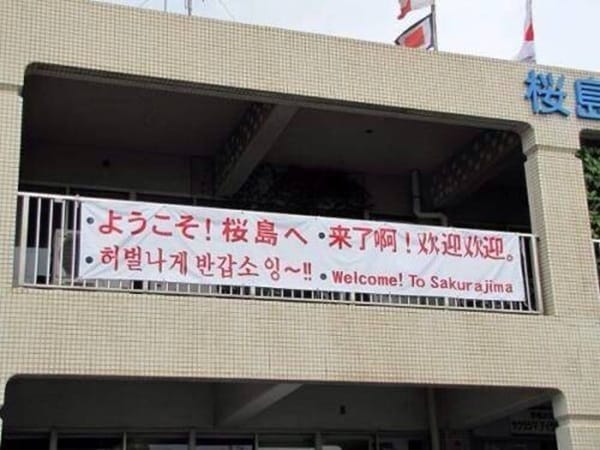 桜島
・ようこそ！桜島へ ・来了啊！欢迎欢迎。
・허벌나게 반갑소잉～!! ・Welcome! To Sakurajima